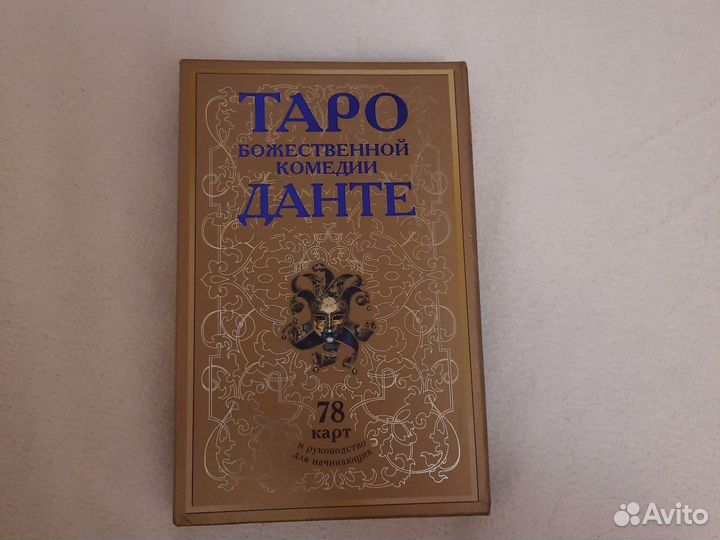 ТАРО
БОЖЕСТВЕННОЙ
КОМЕДИИ
ДАНТЕ
78
карт
и руководство
для начинающих
Avito